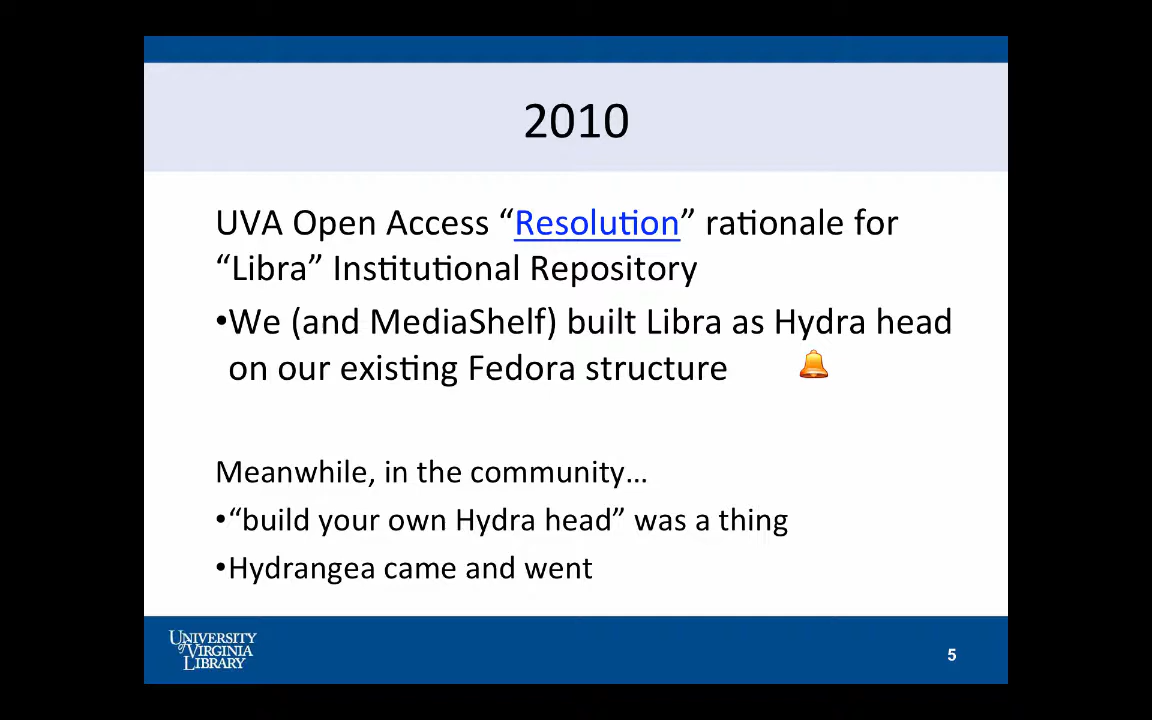 2010
UVA Open Access “Resolution” rationale for
“Libra” Institutional Repository
•We (and MediaShelf) built Libra as Hydra head
on our existing Fedora structure
Meanwhile, in the community…
•“build your own Hydra head” was a thing
•Hydrangea came and went
UNIVERSITY
of VIRGINIA
LIBRARY
5